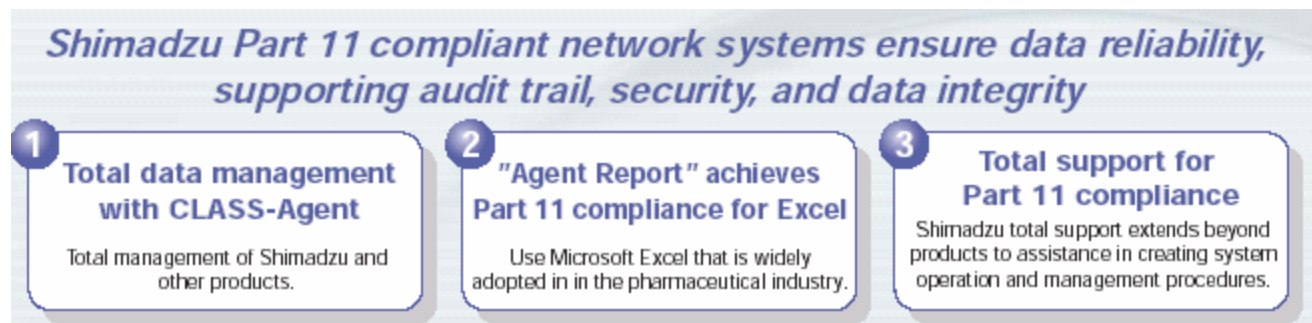 Shimadzu Part 11 compliant network systems ensure data reliability,
supporting audit trail, security, and data integrity
1
Total data management
with CLASS-Agent
Total management of Shimadzu and
other products.
2
"Agent Report" achieves
Part 11 compliance for Excel
Use Microsoft Excel that is widely
adopted in in the pharmaceutical industry.
3
Total support for
Part 11 compliance
Shimadzu total support extends beyond
products to assistance in creating system
operation and management procedures.